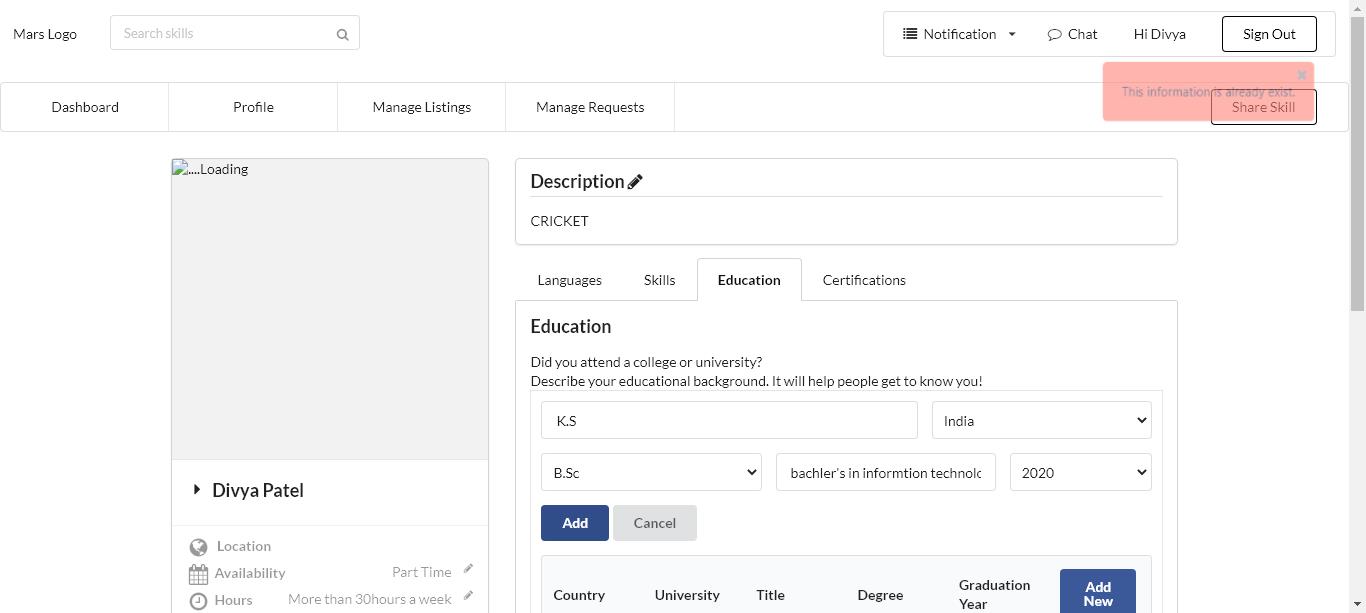 Mars Logo
Search skills
Notification
Chat
Hi Divya
Sign Out
Dashboard
Profile
Manage Listings
Manage Requests
This information is already exist.
Share Skill
....Loading
Description
CRICKET
Languages
Skills
Education
Certifications
Education
Did you attend a college or university?
Describe your educational background. It will help people get to know you!
K.S
India
B.Sc
bachler's in informtion technolo
2020
Add
Cancel
Country
University
Title
Degree
Graduation
Year
Add
New
Divya Patel
Location
Availability
Part Time
Hours
More than 30hours a week